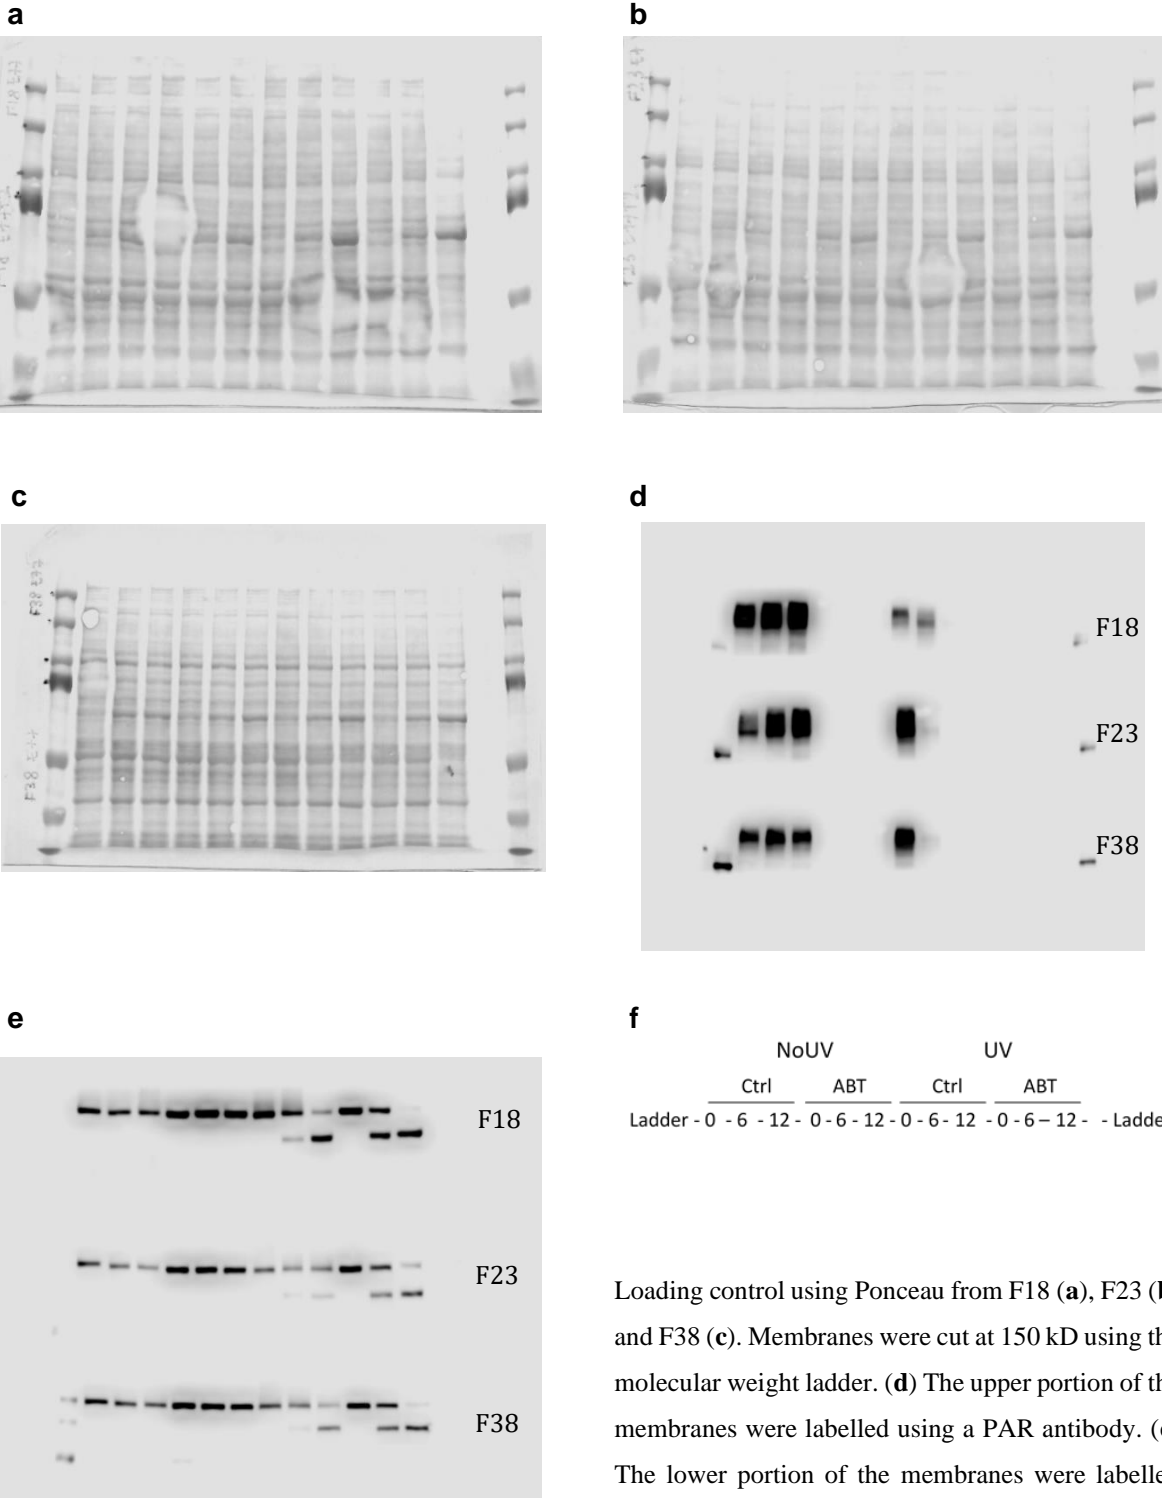 a
b
c
d
F18
F23
F38
e
F18
F23
F38
f
NoUV UV
Ctrl ABT Ctrl ABT
Ladder - 0 - 6 - 12 - 0 - 6 - 12 - 0 - 6 - 12 - 0 - 6 – 12 - - Ladde
Loading control using Ponceau from F18 (a), F23 (b
and F38 (c). Membranes were cut at 150 kD using th
molecular weight ladder. (d) The upper portion of th
membranes were labelled using a PAR antibody. (e
The lower portion of the membranes were labelle